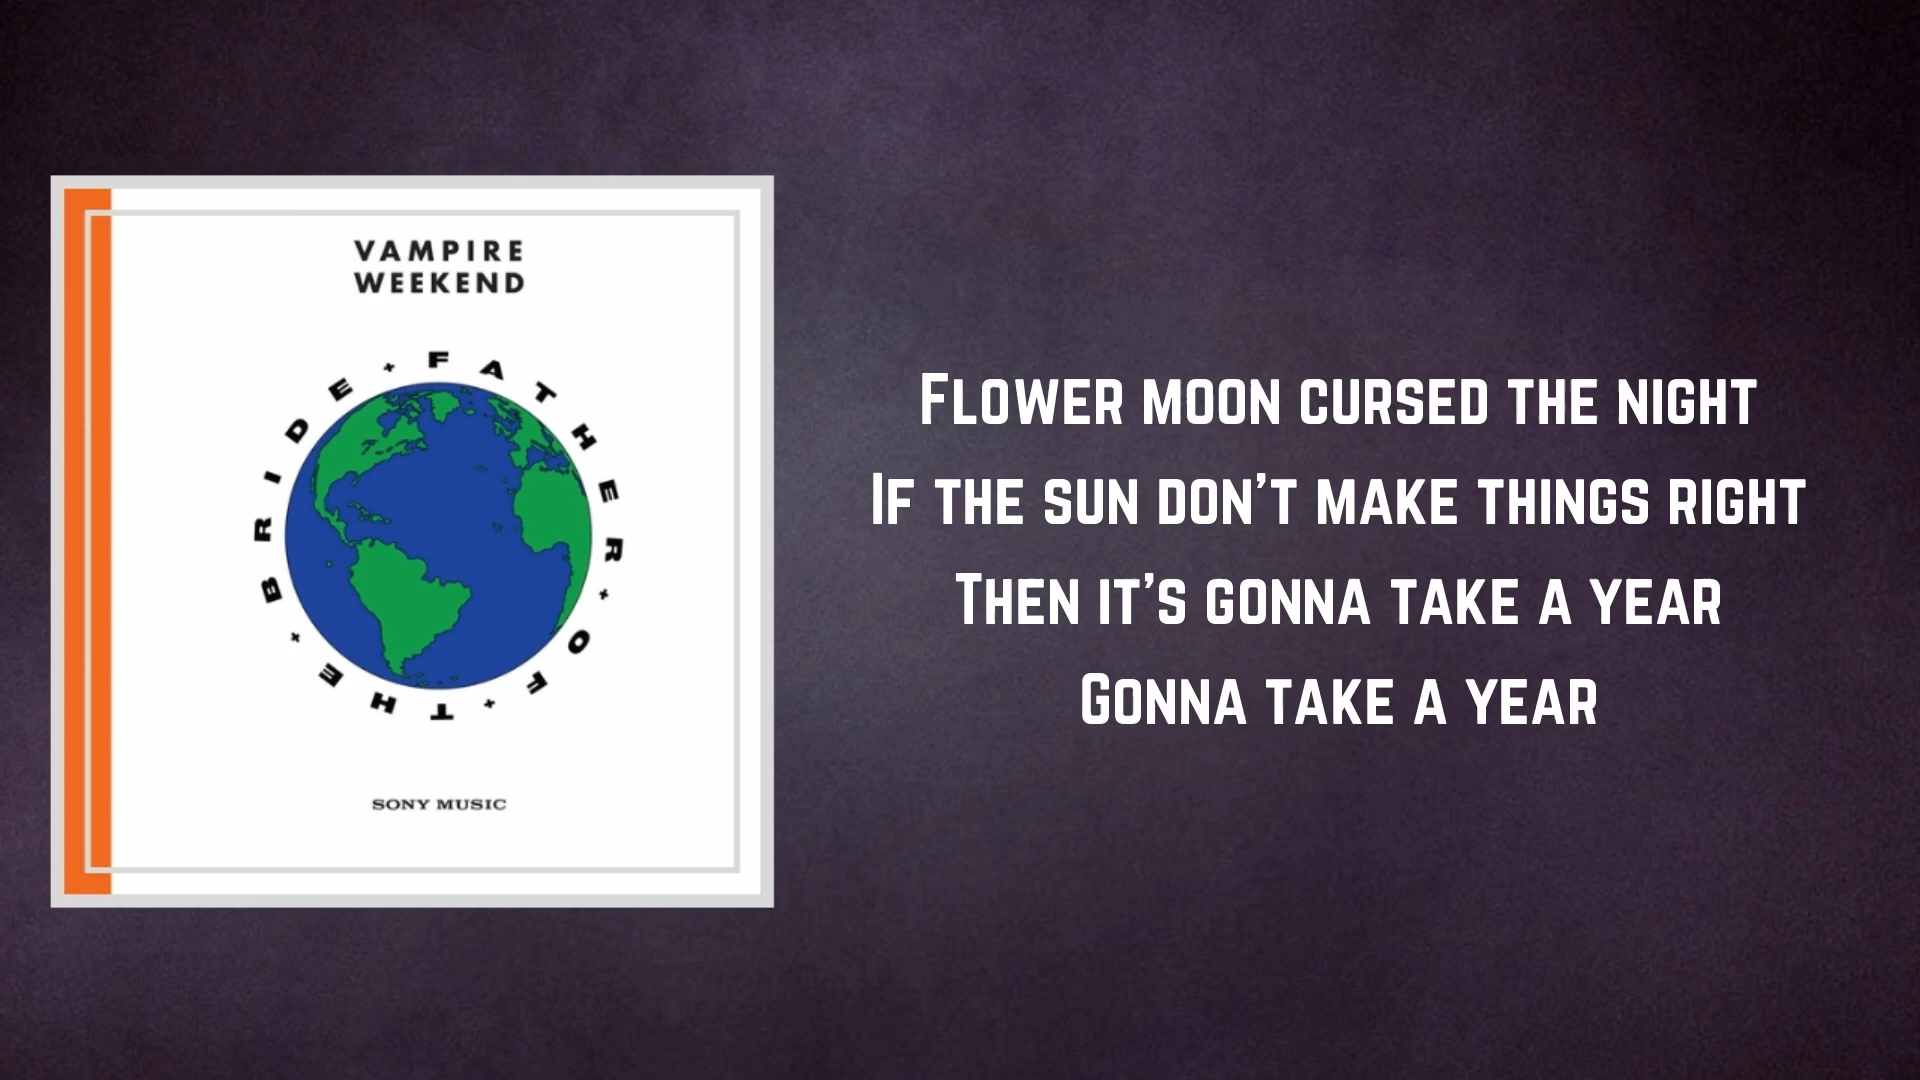 VAMPIRE
WEEKEND
FATHER + OF + THE + BRIDE +
SONY MUSIC
FLOWER MOON CURSED THE NIGHT
IF THE SUN DON'T MAKE THINGS RIGHT
THEN IT'S GONNA TAKE A YEAR
GONNA TAKE A YEAR